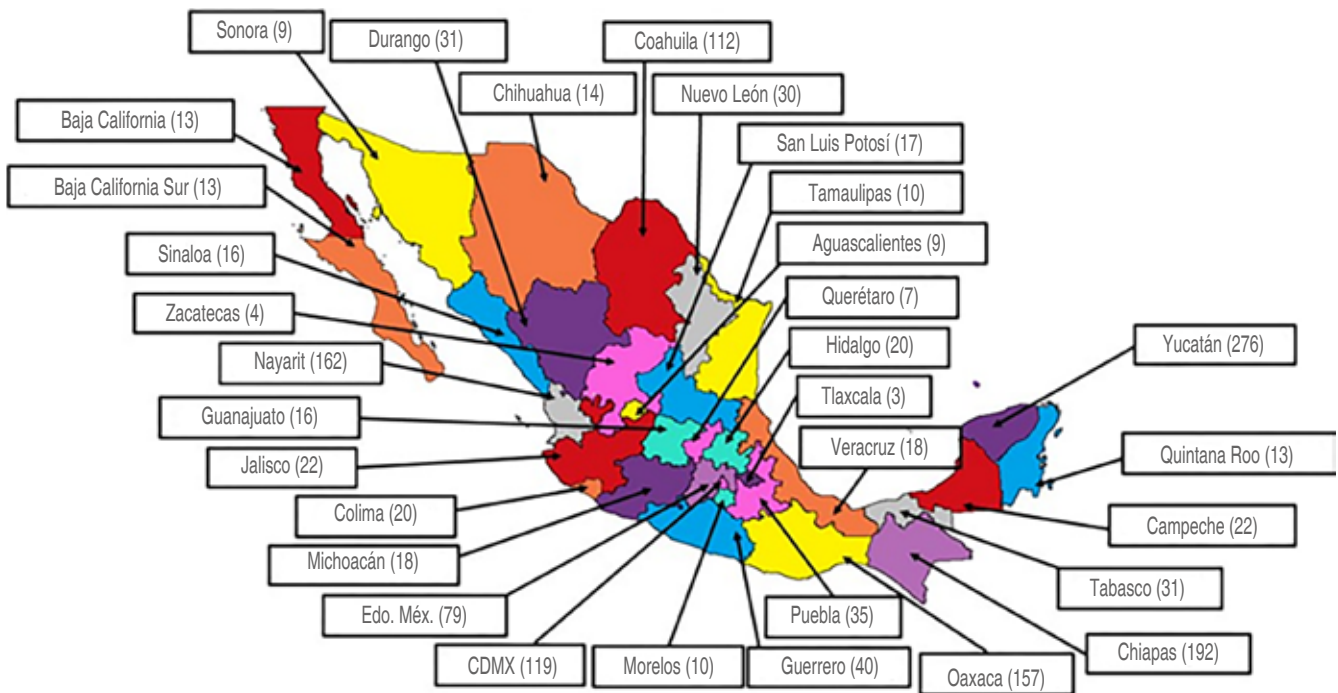 Sonora (9)
Durango (31)
Coahuila (112)
Chihuahua (14)
Nuevo León (30)
Baja California (13)
San Luis Potosí (17)
Baja California Sur (13)
Tamaulipas (10)
Sinaloa (16)
Aguascalientes (9)
Zacatecas (4)
Querétaro (7)
Nayarit (162)
Hidalgo (20)
Yucatán (276)
Guanajuato (16)
Tlaxcala (3)
Jalisco (22)
Veracruz (18)
Quintana Roo (13)
Colima (20)
Campeche (22)
Michoacán (18)
Tabasco (31)
Edo. Méx. (79)
Puebla (35)
CDMX (119)
Morelos (10)
Guerrero (40)
Oaxaca (157)
Chiapas (192)